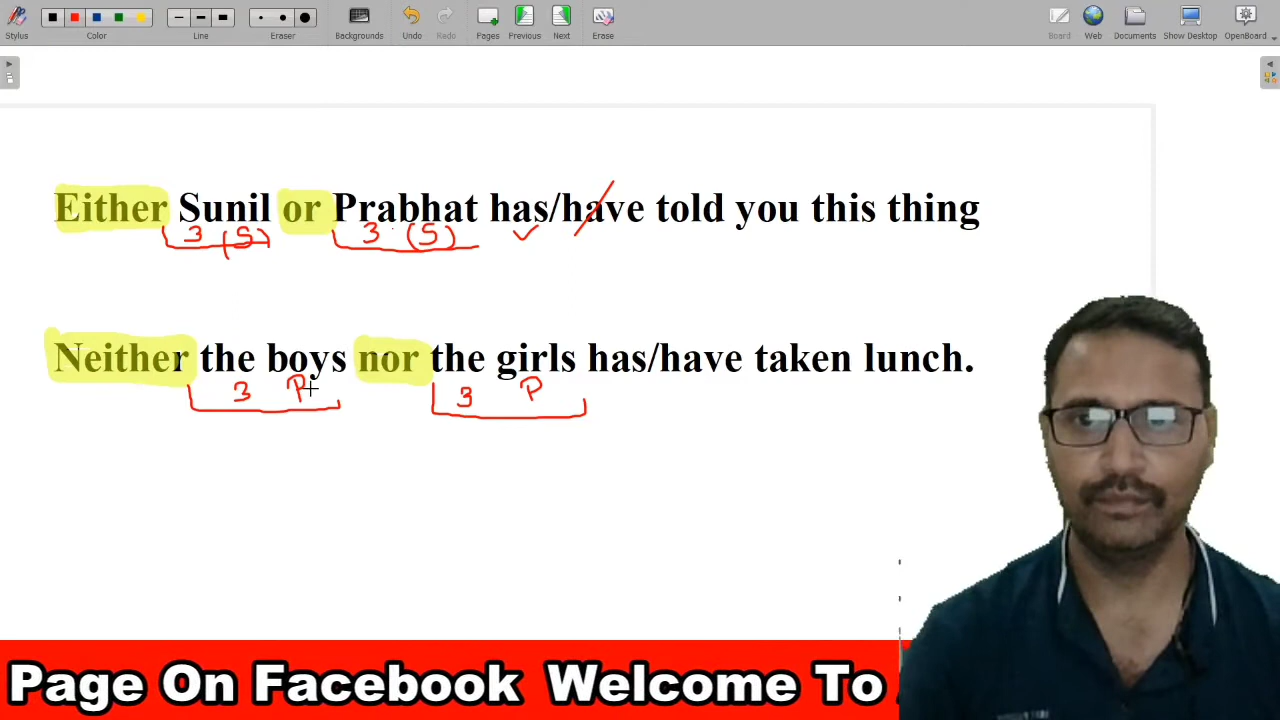 Stylus Color Line Eraser Backgrounds Undo Redo Pages Previous Next Erase Board Web Documents Show Desktop OpenBoard
Either Sunil or Prabhat has/have told you this thing
3 (S) 3 (S)
Neither the boys nor the girls has/have taken lunch.
3 P 3 P
Page On Facebook Welcome To